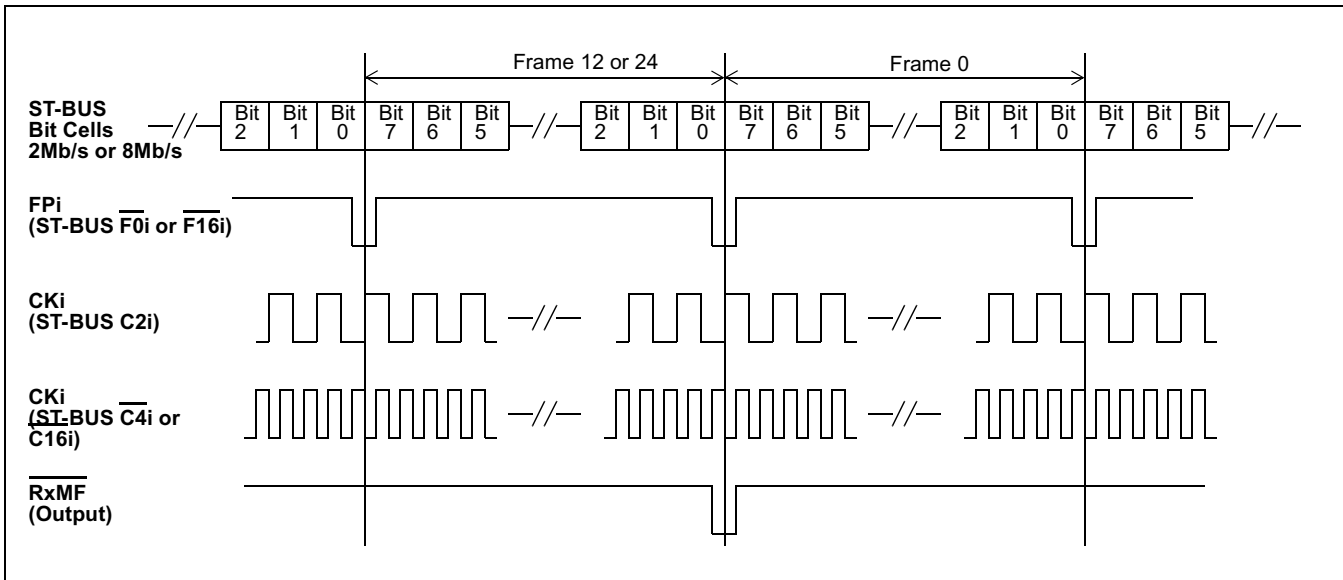 Frame 12 or 24
Frame 0
ST-BUS
Bit Cells
2Mb/s or 8Mb/s
Bit 2 Bit 1 Bit 0 Bit 7 Bit 6 Bit 5 Bit 2 Bit 1 Bit 0 Bit 7 Bit 6 Bit 5 Bit 2 Bit 1 Bit 0 Bit 7 Bit 6 Bit 5
FPi
(ST-BUS F0i or F16i)
CKi
(ST-BUS C2i)
CKi
(ST-BUS C4i or
C16i)
RxMF
(Output)